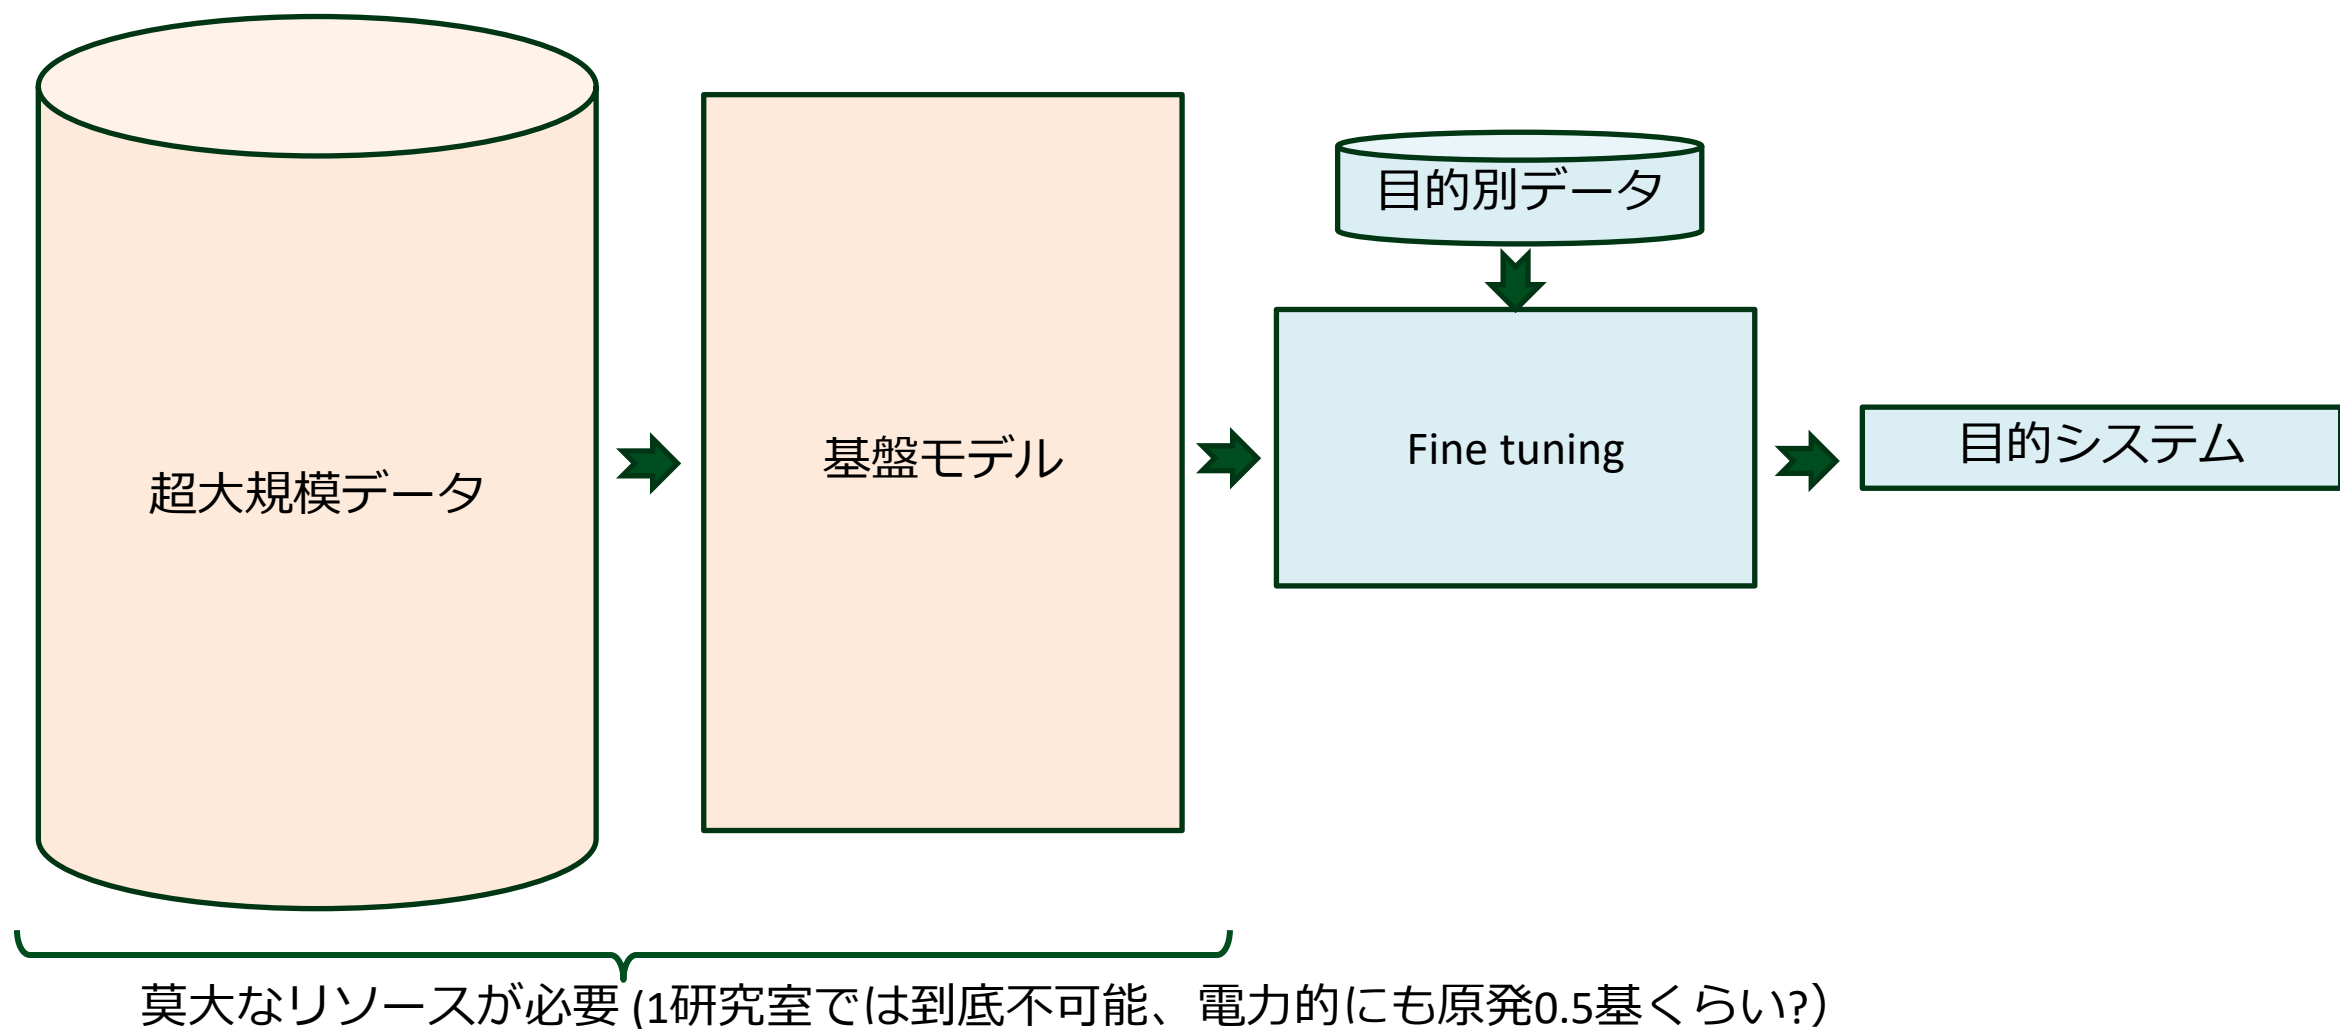 超大規模データ
基盤モデル
目的別データ
Fine tuning
目的システム
莫大なリソースが必要 (1研究室では到底不可能、電力的にも原発0.5基くらい?）